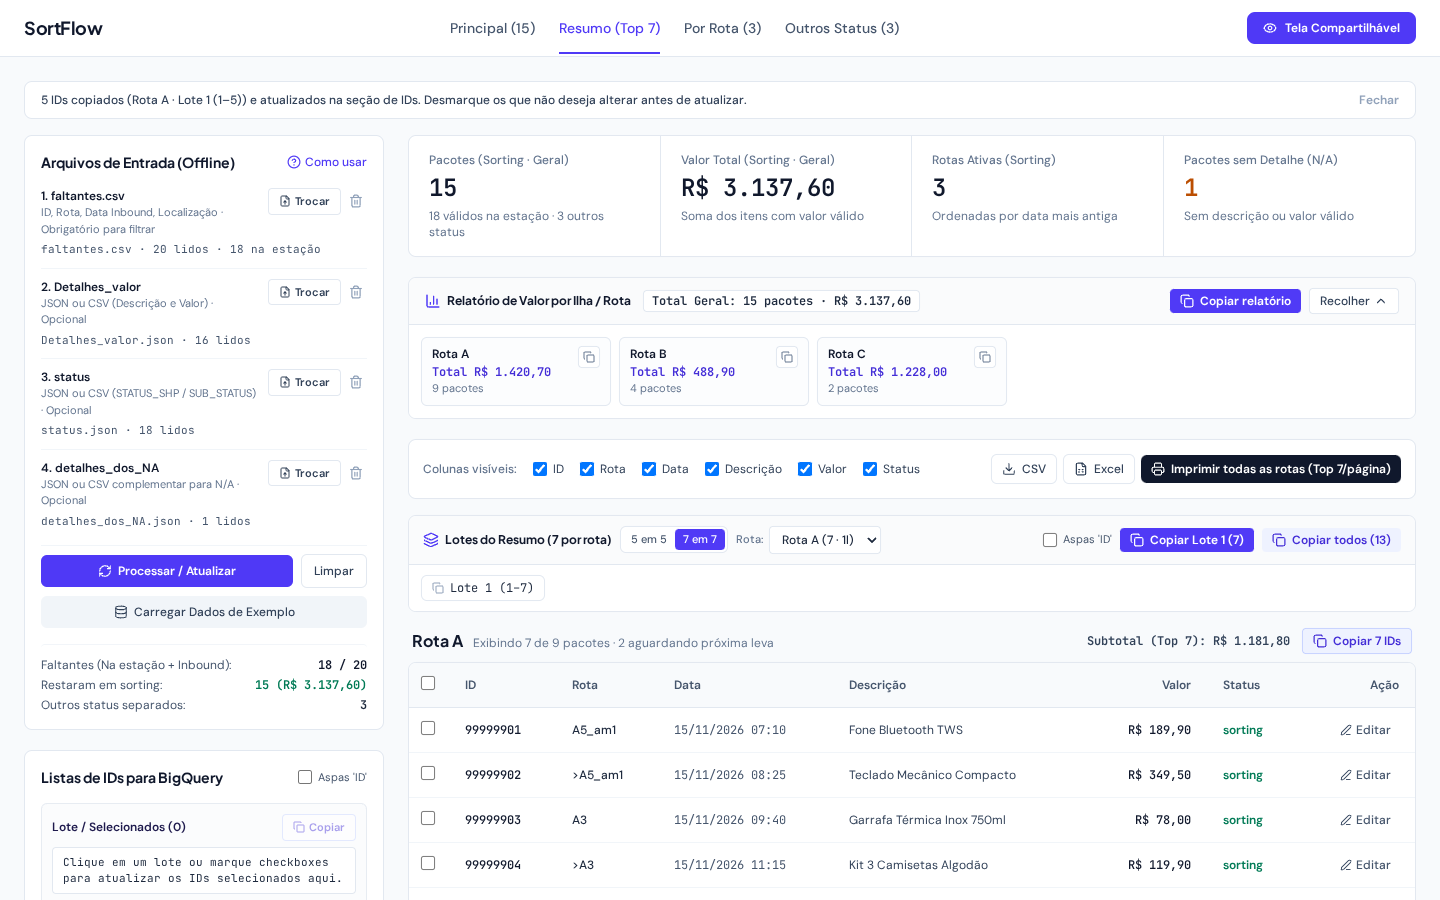 SortFlow
Principal (15)
Resumo (Top 7)
Por Rota (3)
Outros Status (3)
Tela Compartilhável
5 IDs copiados (Rota A · Lote 1 (1–5)) e atualizados na seção de IDs. Desmarque os que não deseja alterar antes de atualizar.
Fechar
Arquivos de Entrada (Offline)
Como usar
1. faltantes.csv
ID, Rota, Data Inbound, Localização ·
Obrigatório para filtrar
Trocar
faltantes.csv · 20 lidos · 18 na estação
2. Detalhes_valor
JSON ou CSV (Descrição e Valor) ·
Opcional
Trocar
Detalhes_valor.json · 16 lidos
3. status
JSON ou CSV (STATUS_SHP / SUB_STATUS)
· Opcional
Trocar
status.json · 18 lidos
4. detalhes_dos_NA
JSON ou CSV complementar para N/A ·
Opcional
Trocar
detalhes_dos_NA.json · 1 lidos
Processar / Atualizar
Limpar
Carregar Dados de Exemplo
Faltantes (Na estação + Inbound): 18 / 20
Restaram em sorting: 15 (R$ 3.137,60)
Outros status separados: 3
Listas de IDs para BigQuery
Aspas 'ID'
Lote / Selecionados (0)
Copiar
Clique em um lote ou marque checkboxes
para atualizar os IDs selecionados aqui.
Pacotes (Sorting · Geral)
15
18 válidos na estação · 3 outros
status
Valor Total (Sorting · Geral)
R$ 3.137,60
Soma dos itens com valor válido
Rotas Ativas (Sorting)
3
Ordenadas por data mais antiga
Pacotes sem Detalhe (N/A)
1
Sem descrição ou valor válido
Relatório de Valor por Ilha / Rota
Total Geral: 15 pacotes · R$ 3.137,60
Copiar relatório
Recolher
Rota A
Total R$ 1.420,70
9 pacotes
Rota B
Total R$ 488,90
4 pacotes
Rota C
Total R$ 1.228,00
2 pacotes
Colunas visíveis: ID Rota Data Descrição Valor Status
CSV
Excel
Imprimir todas as rotas (Top 7/página)
Lotes do Resumo (7 por rota)
5 em 5
7 em 7
Rota:
Rota A (7 · 1l)
Aspas 'ID'
Copiar Lote 1 (7)
Copiar todos (13)
Lote 1 (1–7)
Rota A
Exibindo 7 de 9 pacotes · 2 aguardando próxima leva
Subtotal (Top 7): R$ 1.181,80
Copiar 7 IDs
ID Rota Data Descrição Valor Status Ação
99999901 A5_am1 15/11/2026 07:10 Fone Bluetooth TWS R$ 189,90 sorting Editar
99999902 >A5_am1 15/11/2026 08:25 Teclado Mecânico Compacto R$ 349,50 sorting Editar
99999903 A3 15/11/2026 09:40 Garrafa Térmica Inox 750ml R$ 78,00 sorting Editar
99999904 >A3 15/11/2026 11:15 Kit 3 Camisetas Algodão R$ 119,90 sorting Editar